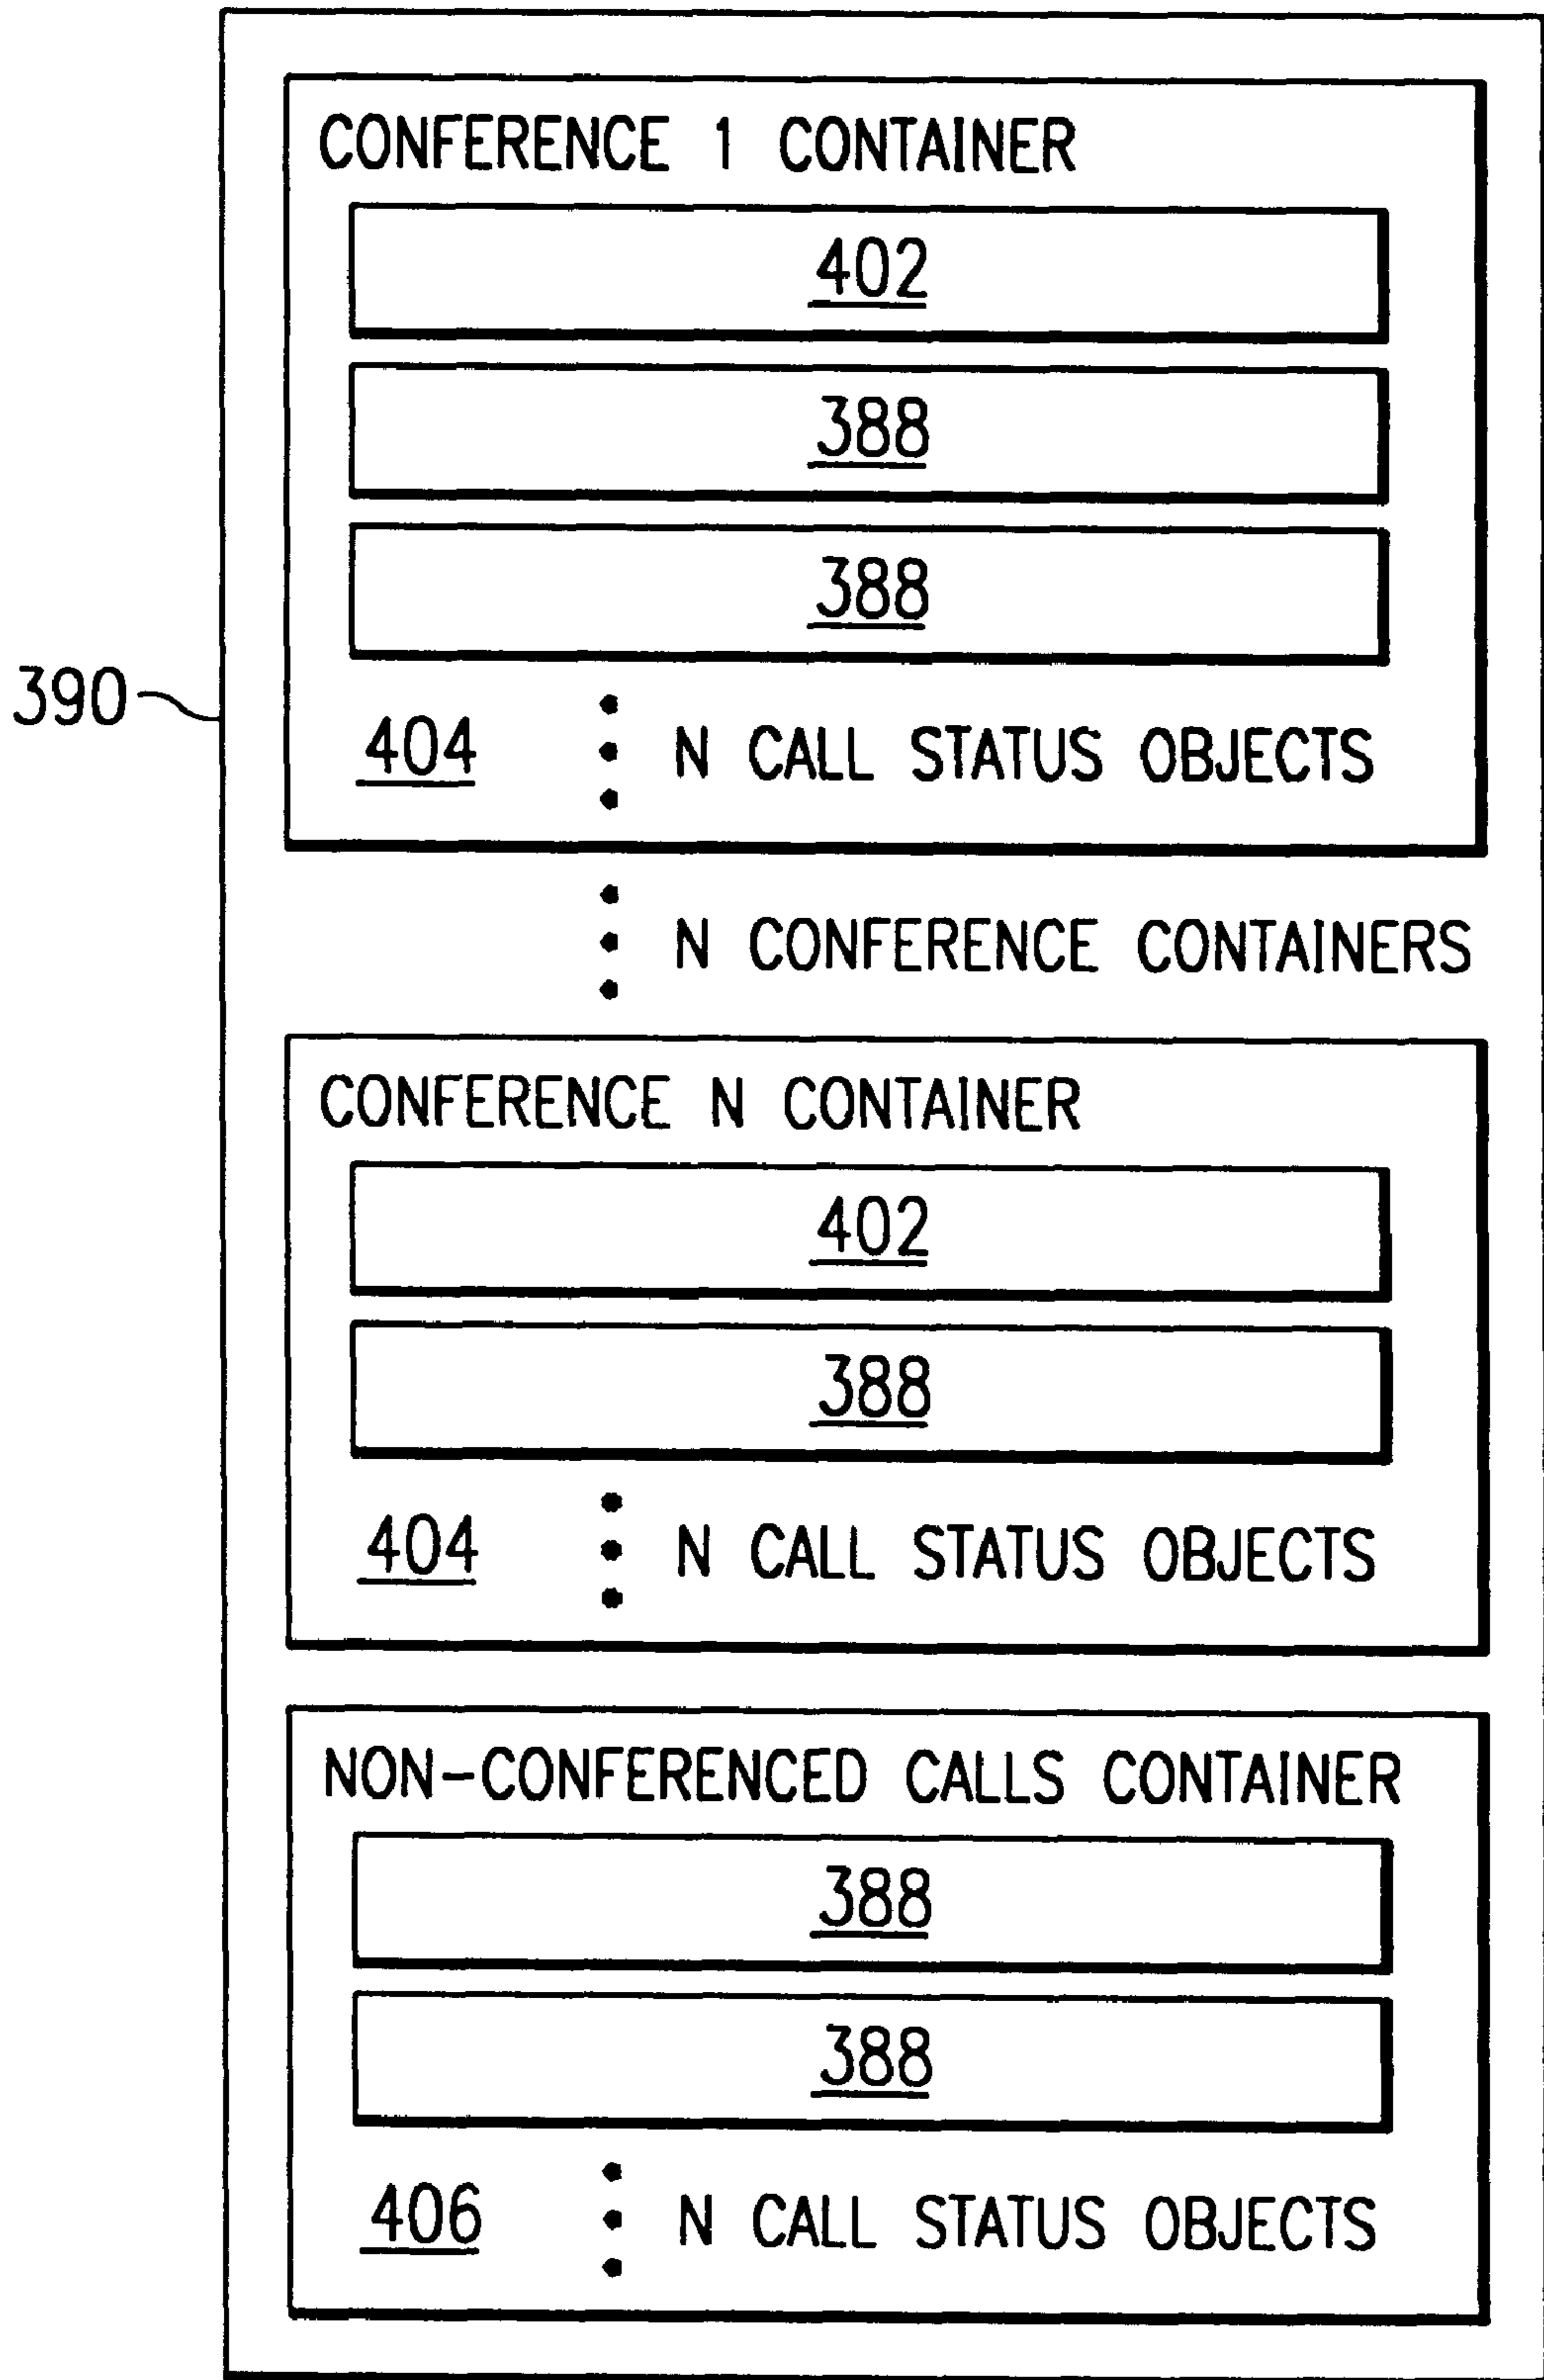 CONFERENCE 1 CONTAINER
402
388
388
390
404 N CALL STATUS OBJECTS
N CONFERENCE CONTAINERS
CONFERENCE N CONTAINER
402
388
404 N CALL STATUS OBJECTS
NON-CONFERENCED CALLS CONTAINER
388
388
406 N CALL STATUS OBJECTS